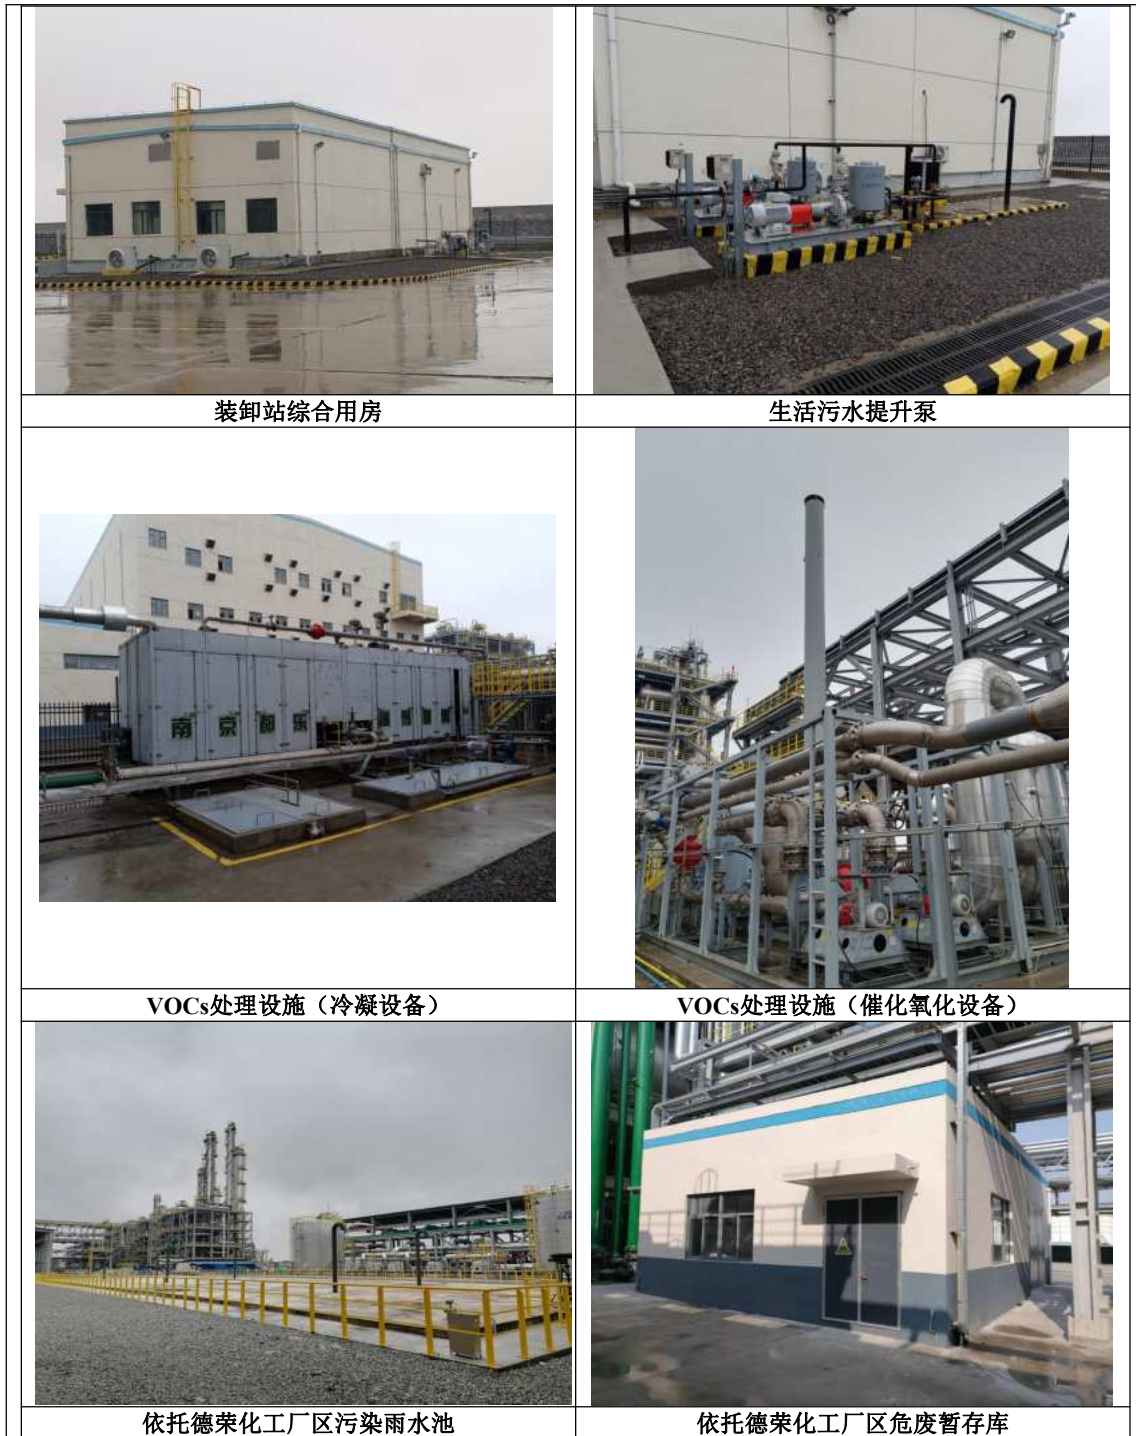 装卸站综合用房
生活污水提升泵
南京都乐
VOCs处理设施（冷凝设备）
VOCs处理设施（催化氧化设备）
依托德荣化工厂区污染雨水池
依托德荣化工厂区危废暂存库